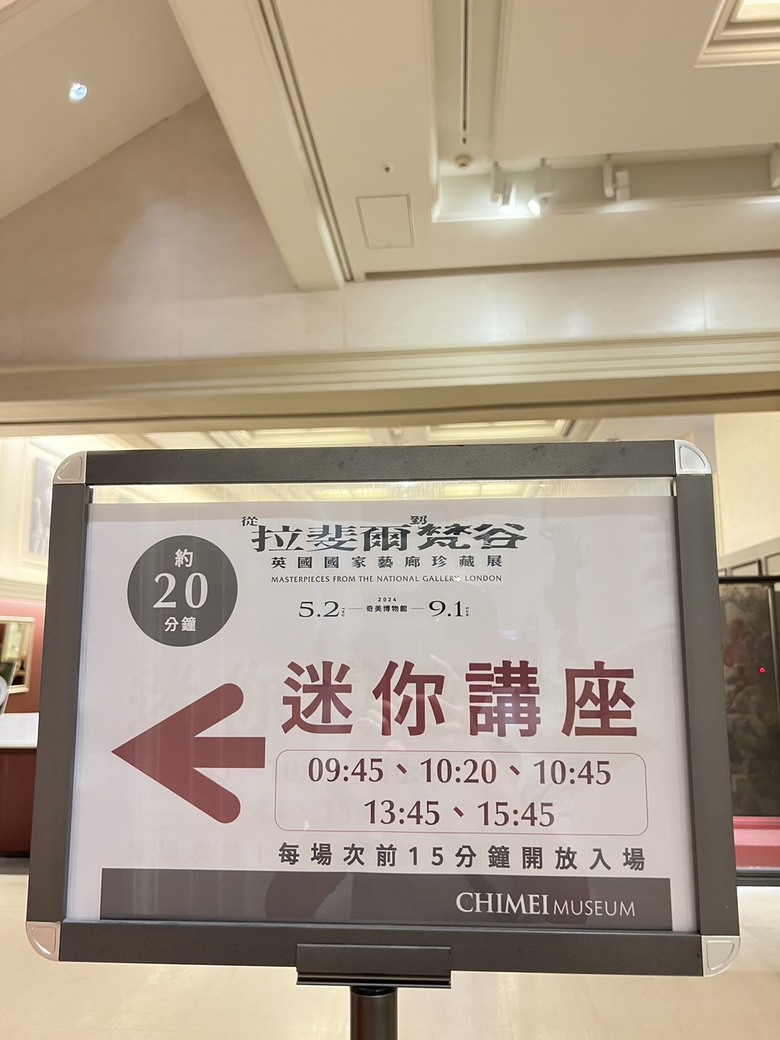 從拉斐爾到梵谷
英國國家藝廊珍藏展
MASTERPIECES FROM THE NATIONAL GALLERY, LONDON
5.2 2024 奇美博物館 9.1
約
20
分鐘
迷你講座
09:45、10:20、10:45
13:45、15:45
每場次前15分鐘開放入場
CHIMEI MUSEUM